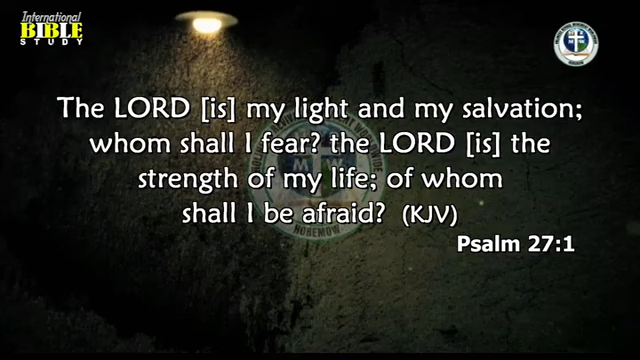 International
BIBLE
STUDY
The LORD [is] my light and my salvation;
whom shall I fear? the LORD [is] the
strength of my life; of whom
shall I be afraid? (KJV)
Psalm 27:1
HOREMOW